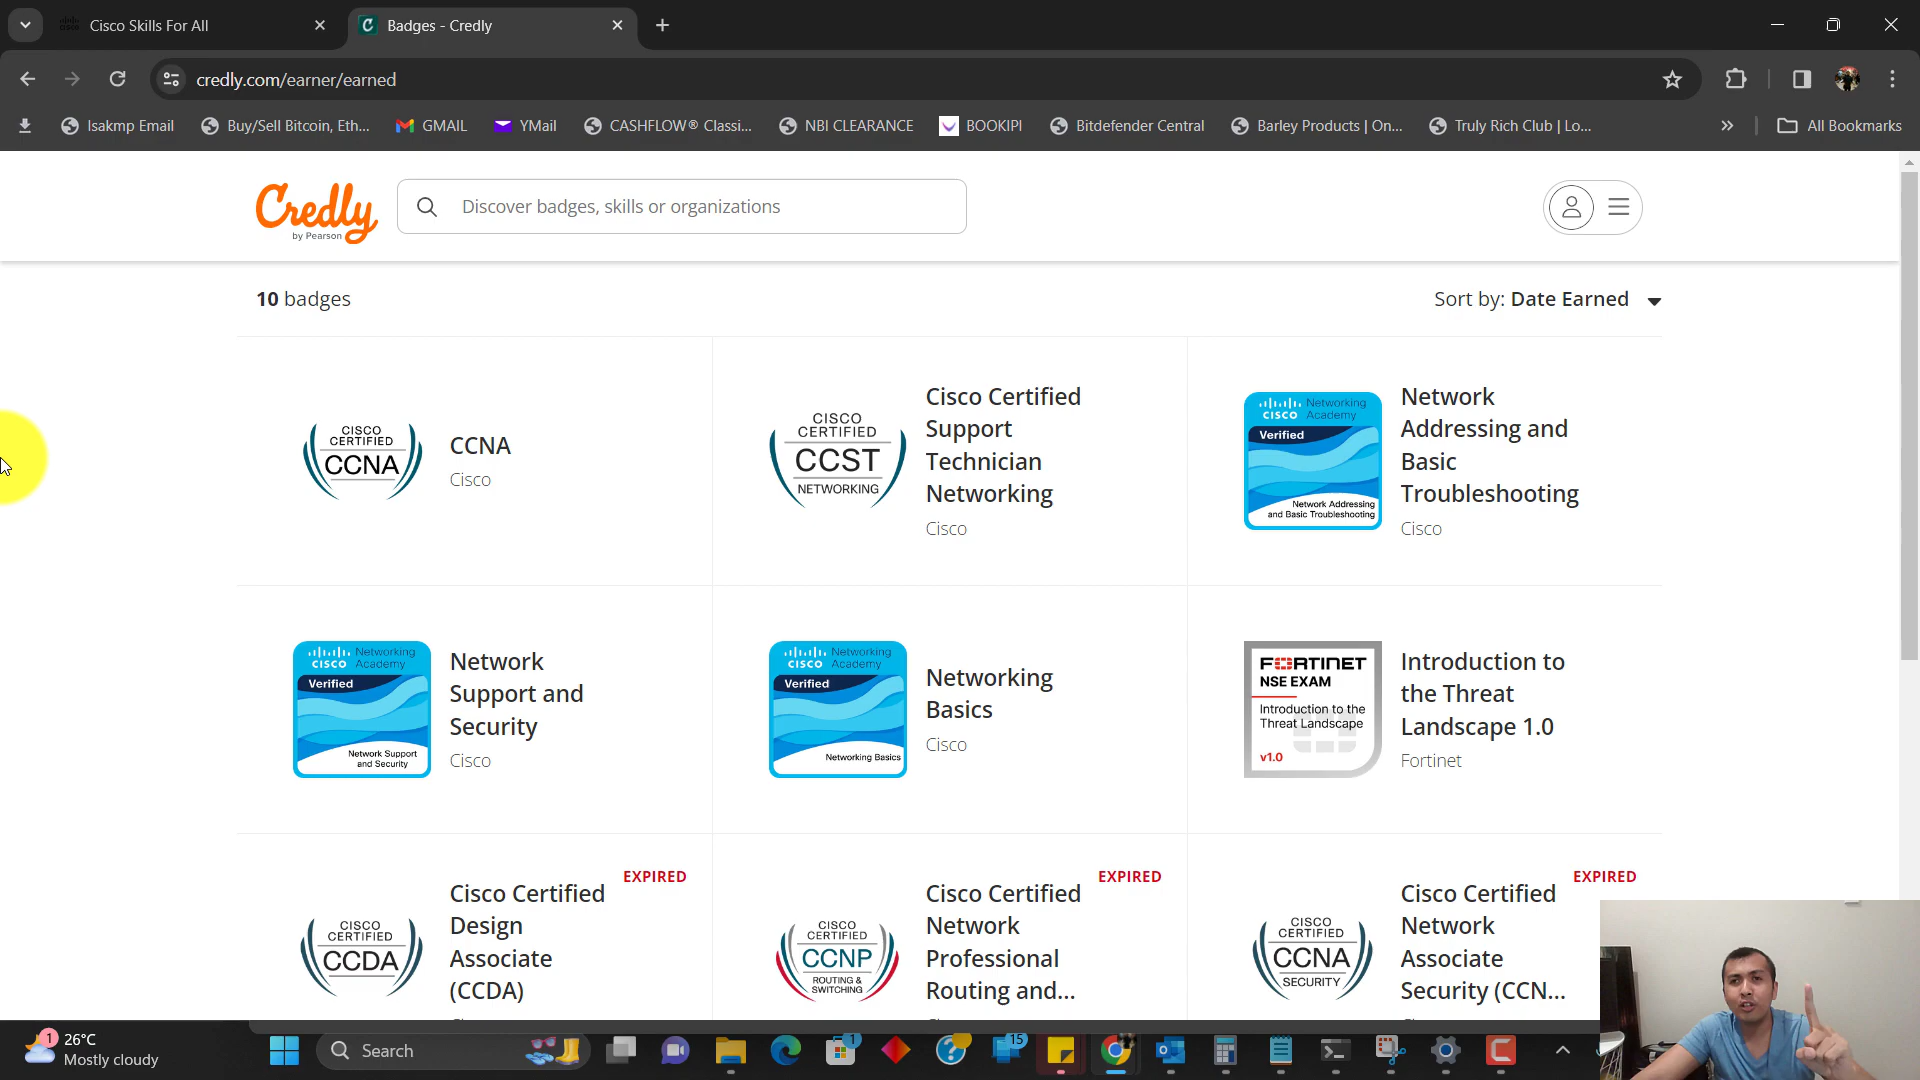 Cisco Skills For All
Badges - Credly
credly.com/earner/earned
Isakmp Email
Buy/Sell Bitcoin, Eth...
GMAIL
YMail
CASHFLOW® Classi...
NBI CLEARANCE
BOOKIPI
Bitdefender Central
Barley Products | On...
Truly Rich Club | Lo...
All Bookmarks
Credly
by Pearson
Discover badges, skills or organizations
10 badges
Sort by: Date Earned
CISCO
CERTIFIED
CCNA
CCNA
Cisco
CISCO
CERTIFIED
CCST
NETWORKING
Cisco Certified
Support
Technician
Networking
Cisco
CISCO
Networking
Academy
Verified
Network Addressing
and Basic Troubleshooting
Network
Addressing and
Basic
Troubleshooting
Cisco
CISCO
Networking
Academy
Verified
Network Support
and Security
Network
Support and
Security
Cisco
CISCO
Networking
Academy
Verified
Networking Basics
Networking
Basics
Cisco
FORTINET
NSE EXAM
Introduction to the
Threat Landscape
v1.0
Introduction to
the Threat
Landscape 1.0
Fortinet
EXPIRED
CISCO
CERTIFIED
CCDA
Cisco Certified
Design
Associate
(CCDA)
EXPIRED
CISCO
CERTIFIED
CCNP
ROUTING &
SWITCHING
Cisco Certified
Network
Professional
Routing and...
EXPIRED
CISCO
CERTIFIED
CCNA
SECURITY
Cisco Certified
Network
Associate
Security (CCN...
1
26°C
Mostly cloudy
Search
1
15